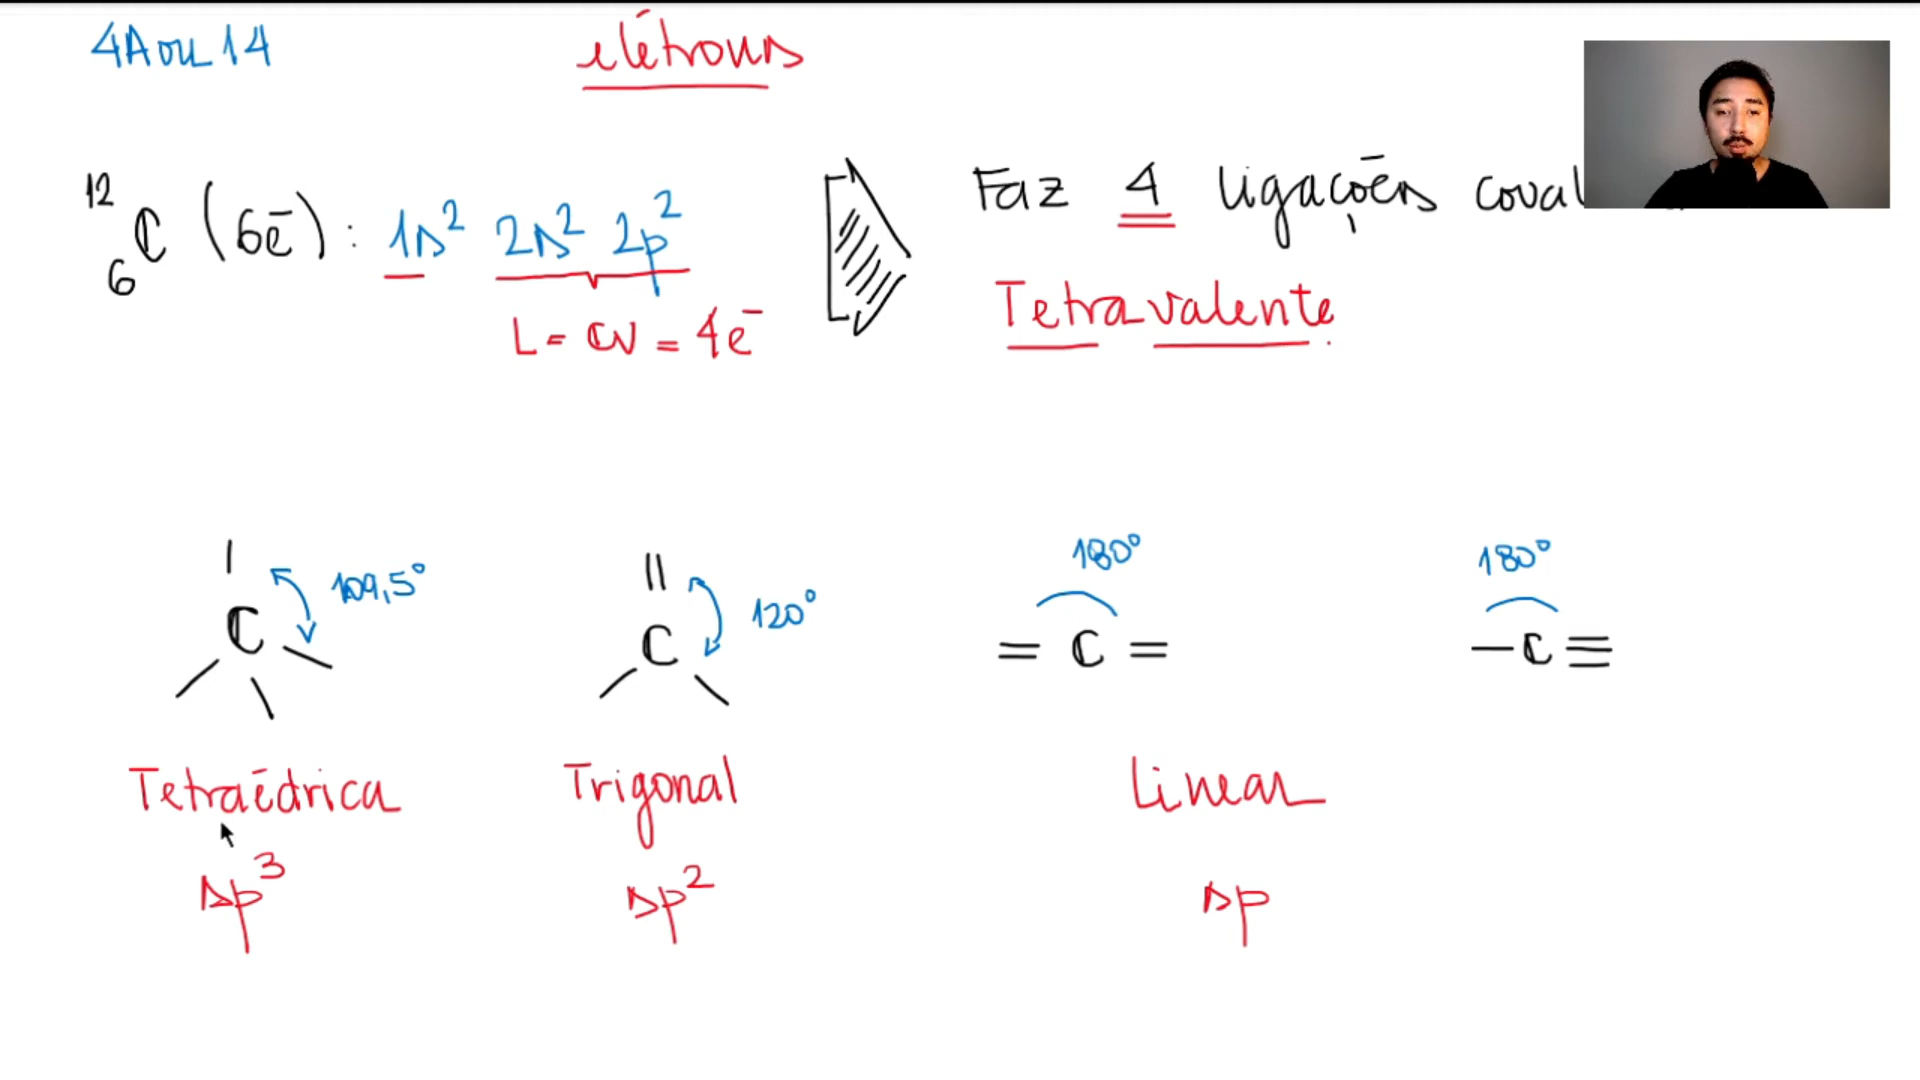 4A ou 14 elétrons
12
6 C (6e⁻): 1s² 2s² 2p²
L = CV = 4e⁻
Faz 4 ligações coval
Tetravalente.
C 109,5°
C 120°
180°
= C =
180°
– C ≡
Tetraédrica Trigonal Linear
sp³ sp² sp